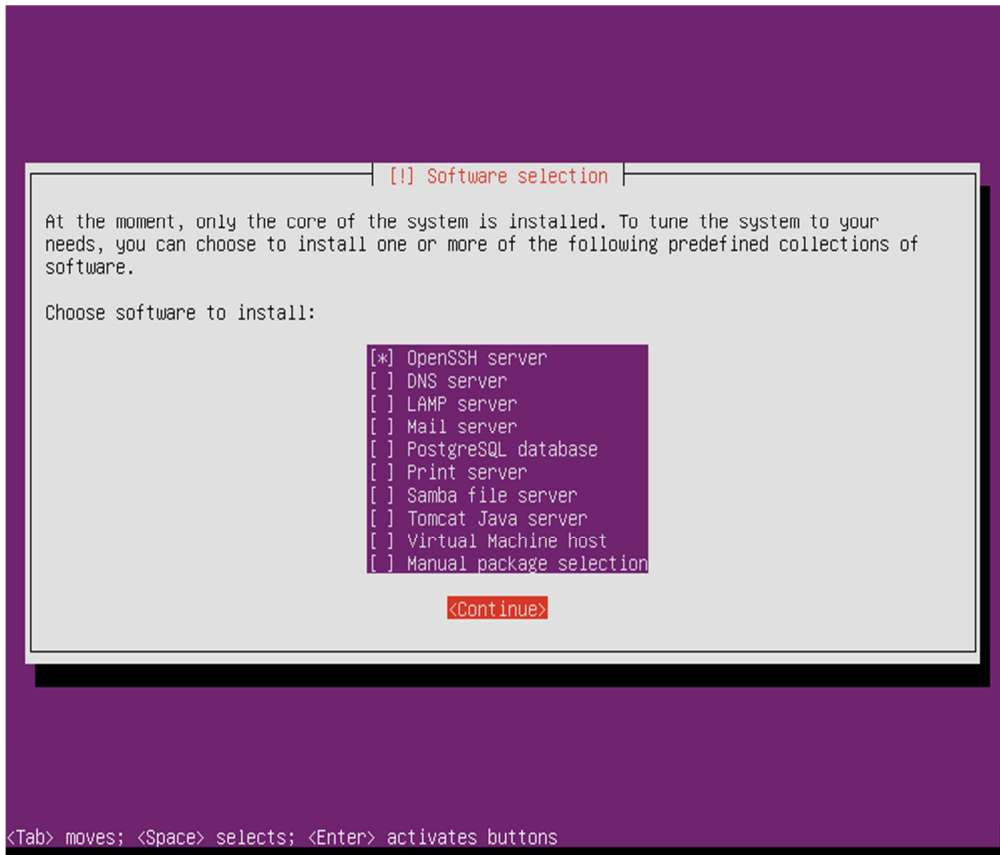 [!] Software selection
At the moment, only the core of the system is installed. To tune the system to your
needs, you can choose to install one or more of the following predefined collections of
software.
Choose software to install:
[*] OpenSSH server
[ ] DNS server
[ ] LAMP server
[ ] Mail server
[ ] PostgreSQL database
[ ] Print server
[ ] Samba file server
[ ] Tomcat Java server
[ ] Virtual Machine host
[ ] Manual package selection
<Continue>
<Tab> moves; <Space> selects; <Enter> activates buttons